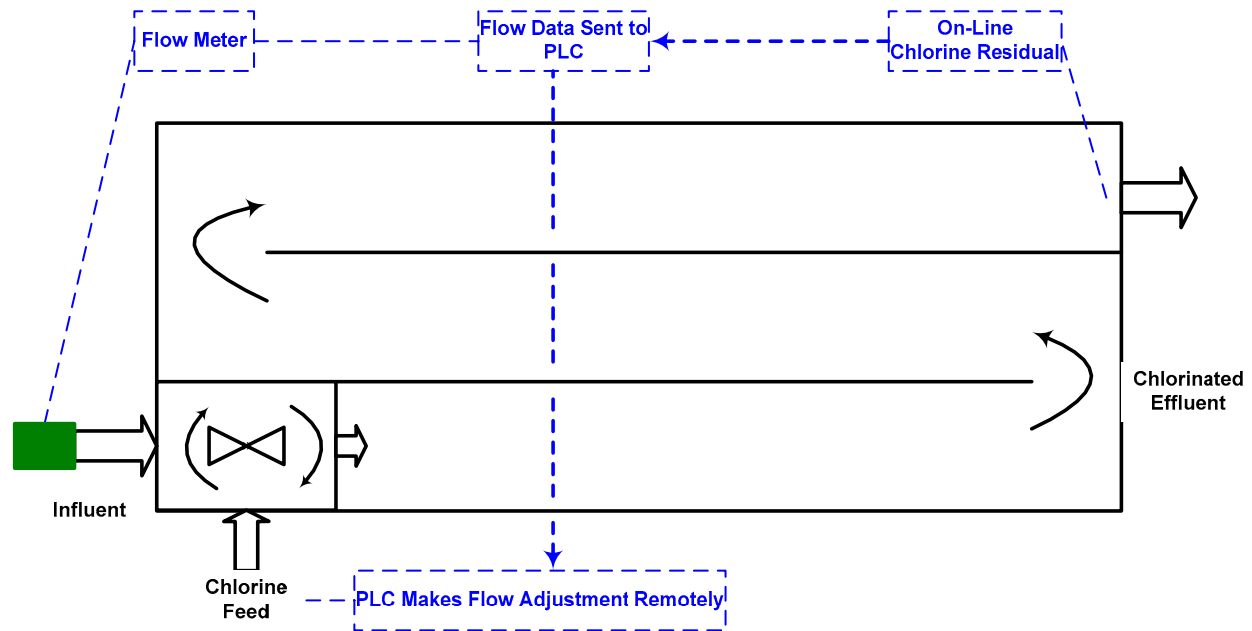 Flow Meter
Flow Data Sent to
PLC
On-Line
Chlorine Residual
Chlorinated
Effluent
Influent
Chlorine
Feed
PLC Makes Flow Adjustment Remotely